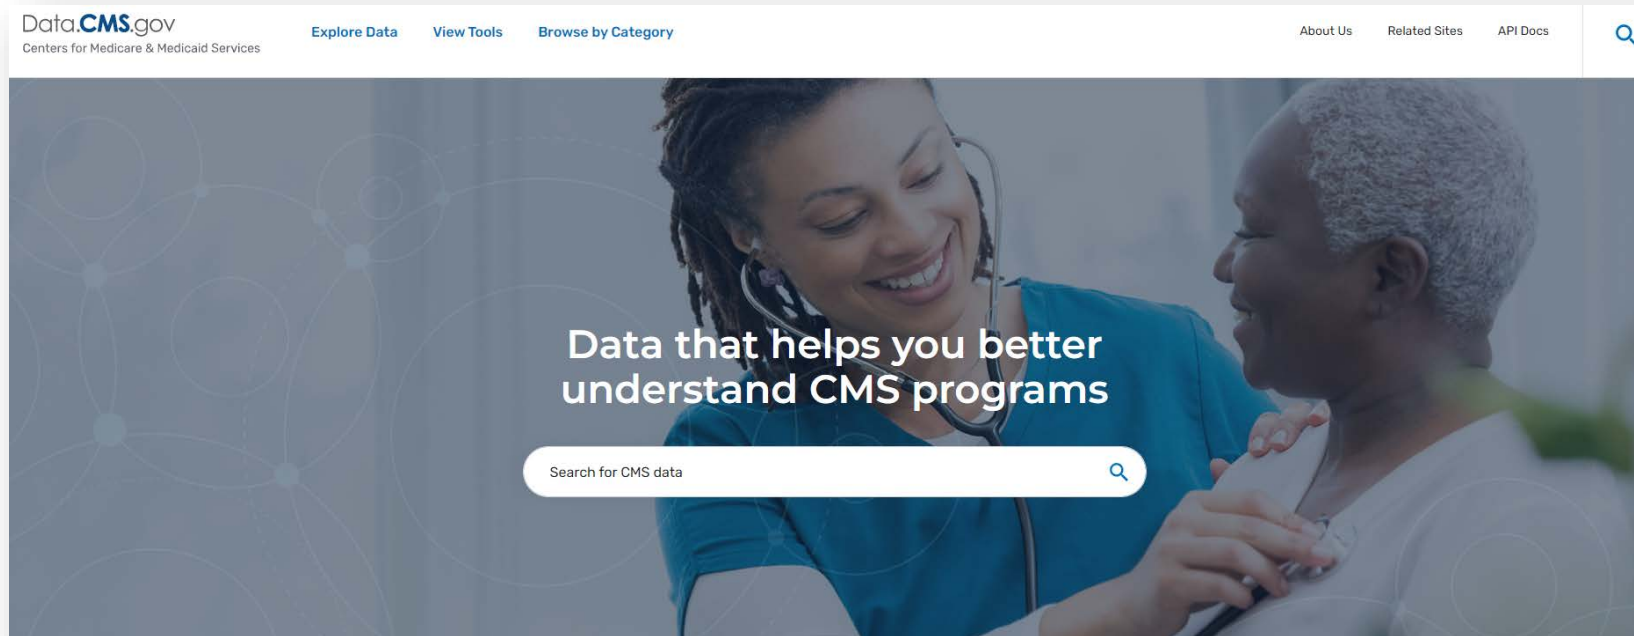 Data.CMS.gov
Centers for Medicare & Medicaid Services
Explore Data View Tools Browse by Category
About Us Related Sites API Docs
Data that helps you better
understand CMS programs
Search for CMS data